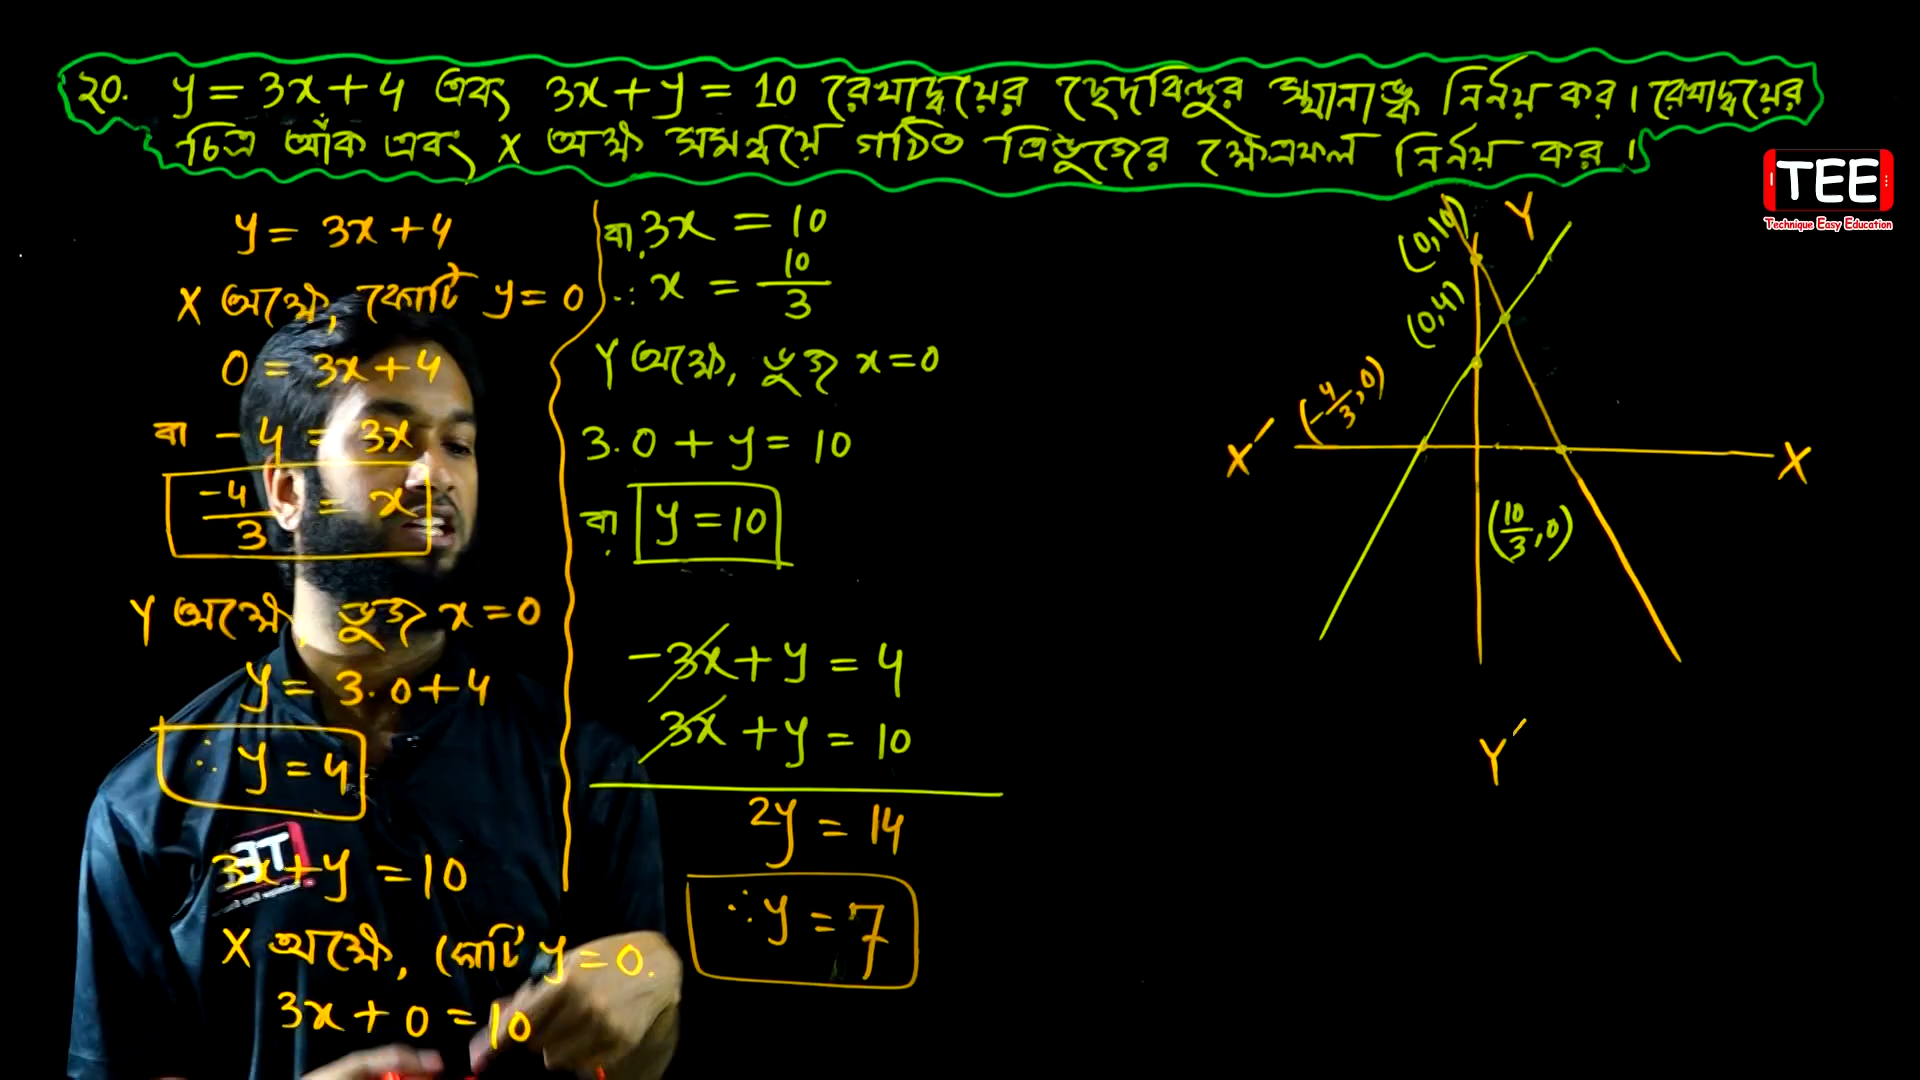 ২০. y = 3x + 4 এবং 3x + y = 10 রেখাদ্বয়ের ছেদবিন্দুর স্থানাঙ্ক নির্নয় কর। রেখাদ্বয়ের
চিত্র আঁক এবং X অক্ষ সমন্বয়ে গঠিত ত্রিভুজের ক্ষেত্রফল নির্নয় কর।
TEE
Technique Easy Education
y = 3x + 4
X অক্ষে, কোটি y = 0
0 = 3x + 4
বা -4 = 3x
-4/3 = x
Y অক্ষে, ভুজ x = 0
y = 3.0 + 4
∴ y = 4
3x + y = 10
X অক্ষে, কোটি y = 0.
3x + 0 = 10
বা, 3x = 10
∴ x = 10/3
Y অক্ষে, ভুজ x = 0
3.0 + y = 10
বা, y = 10
-3x + y = 4
3x + y = 10
2y = 14
∴ y = 7
Y
(0,10)
(0,4)
(-4/3, 0)
X′
X
(10/3, 0)
Y′